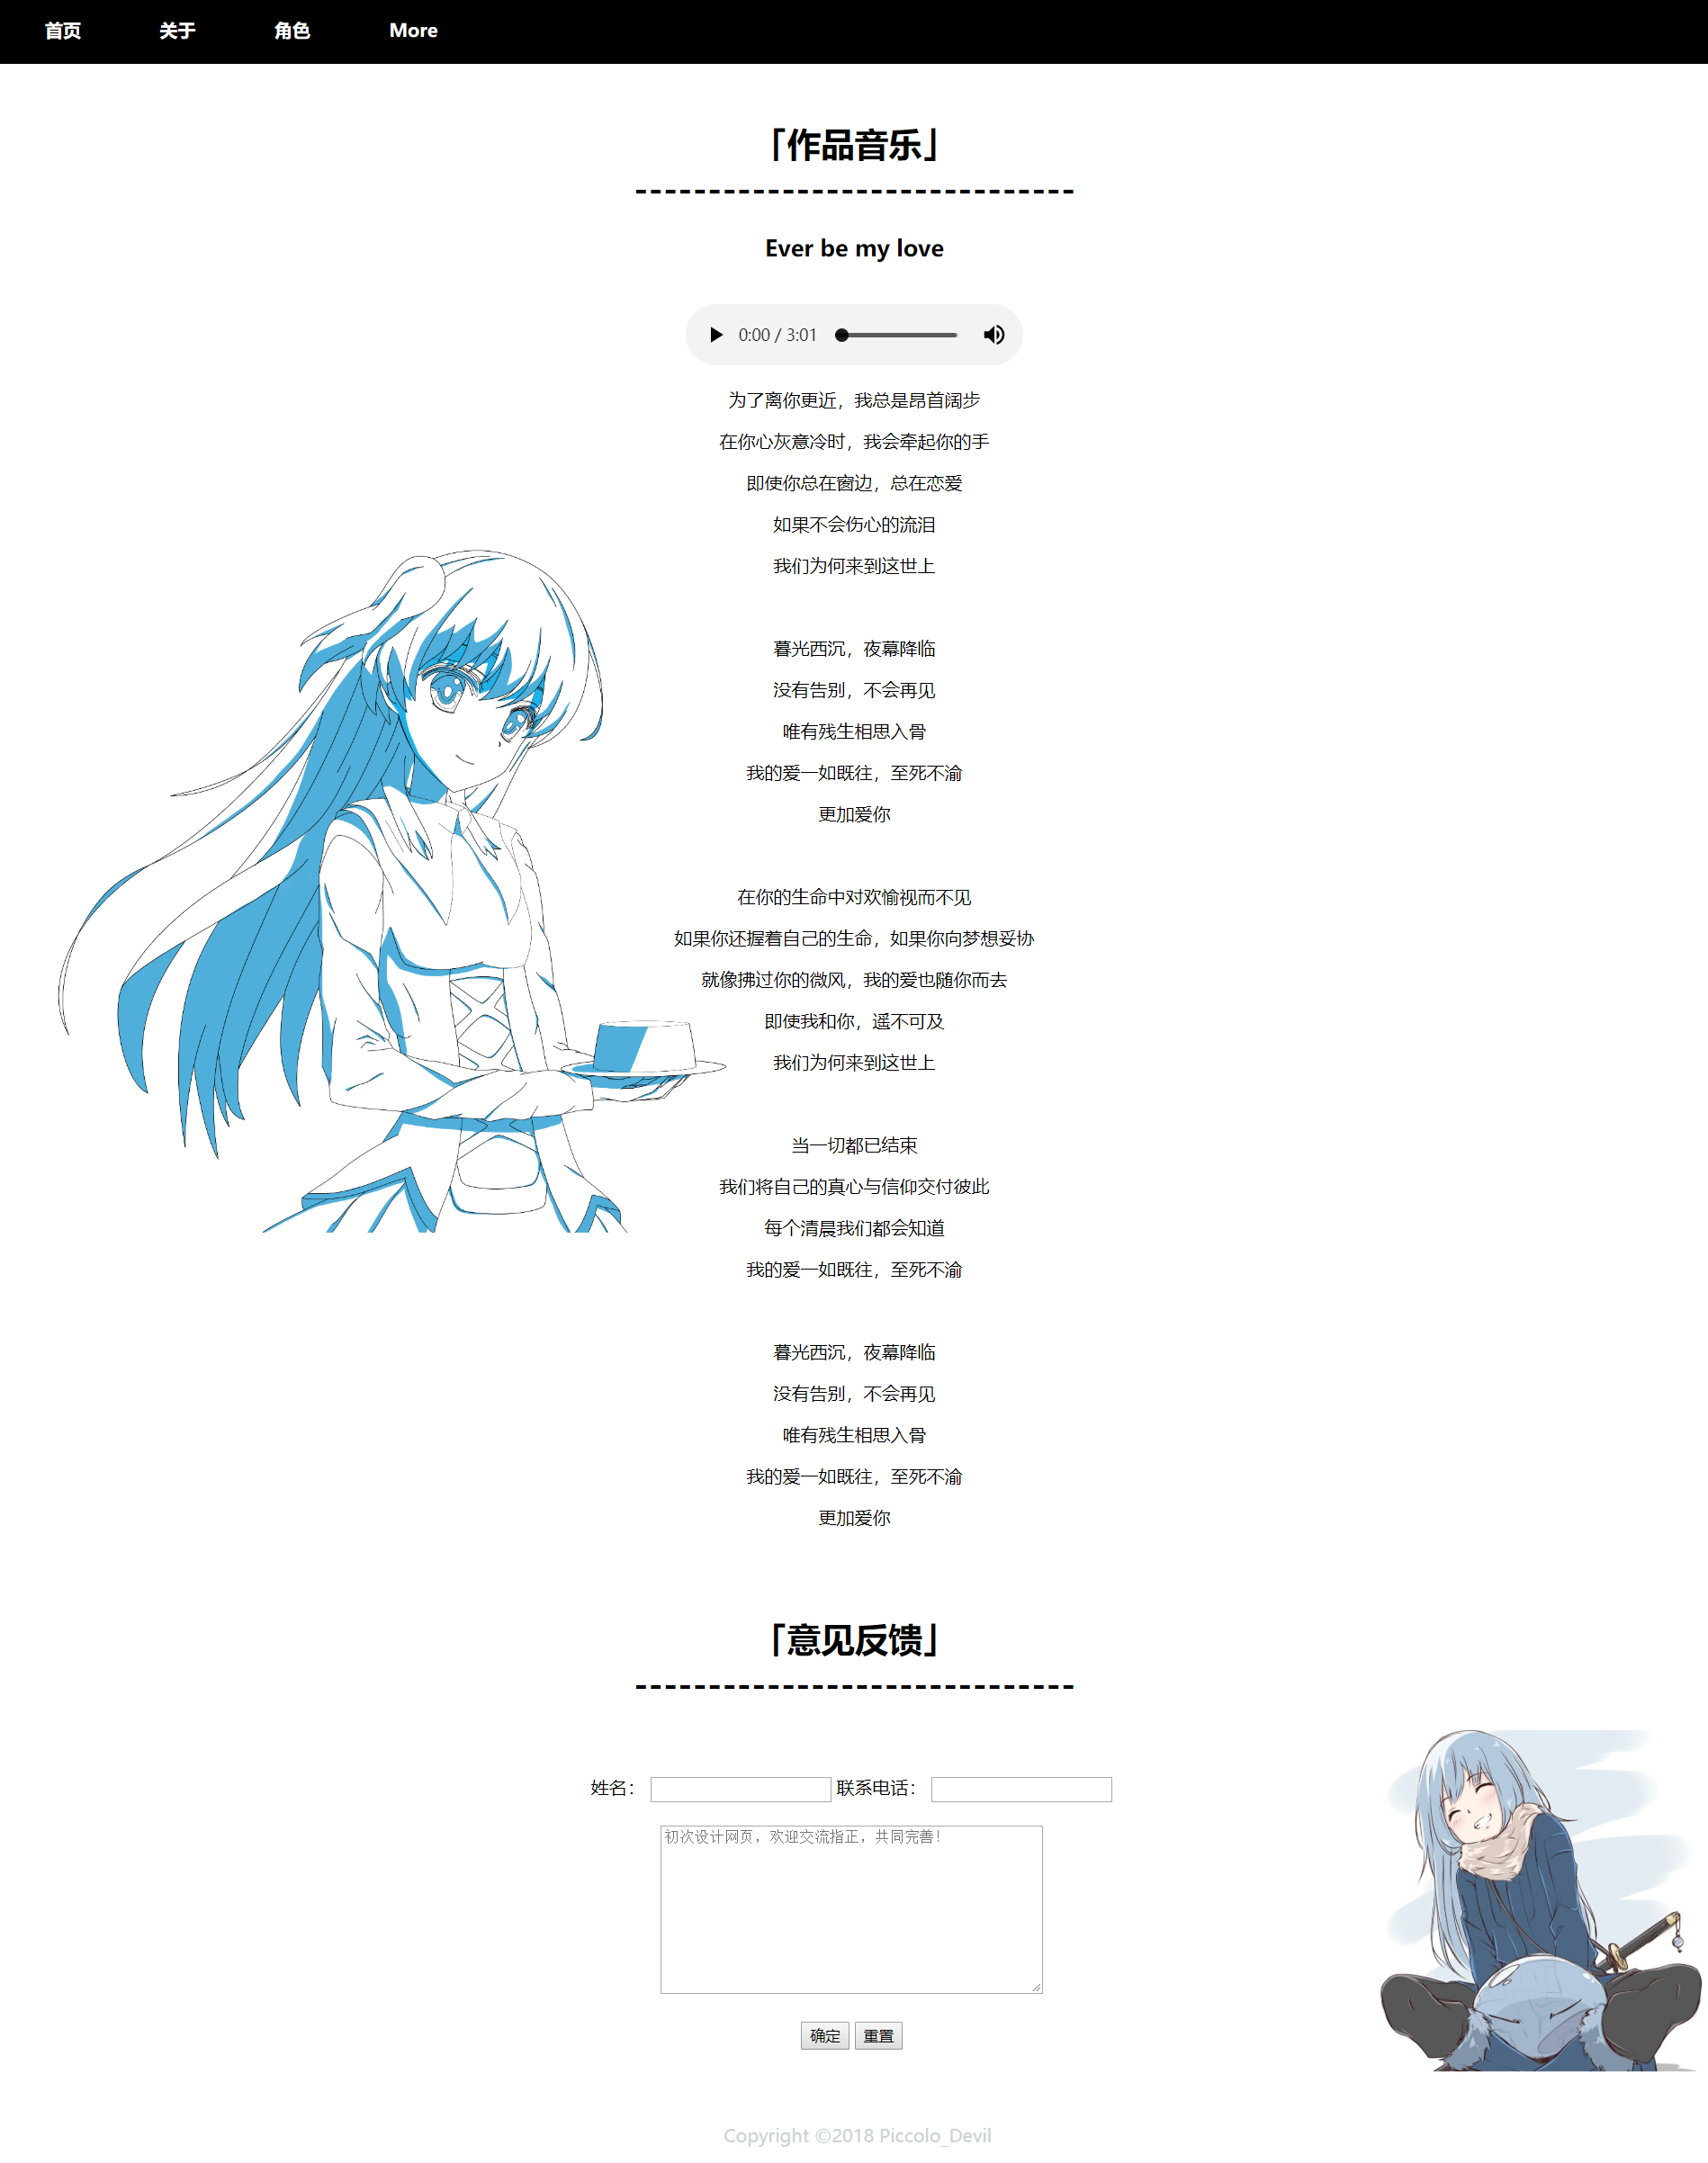 首页 关于 角色 More
「作品音乐」
------------------------------
Ever be my love
0:00 / 3:01
为了离你更近，我总是昂首阔步
在你心灰意冷时，我会牵起你的手
即使你总在窗边，总在恋爱
如果不会伤心的流泪
我们为何来到这世上
暮光西沉，夜幕降临
没有告别，不会再见
唯有残生相思入骨
我的爱一如既往，至死不渝
更加爱你
在你的生命中对欢愉视而不见
如果你还握着自己的生命，如果你向梦想妥协
就像拂过你的微风，我的爱也随你而去
即使我和你，遥不可及
我们为何来到这世上
当一切都已结束
我们将自己的真心与信仰交付彼此
每个清晨我们都会知道
我的爱一如既往，至死不渝
暮光西沉，夜幕降临
没有告别，不会再见
唯有残生相思入骨
我的爱一如既往，至死不渝
更加爱你
「意见反馈」
------------------------------
姓名： 联系电话：
初次设计网页，欢迎交流指正，共同完善！
确定 重置
Copyright ©2018 Piccolo_Devil